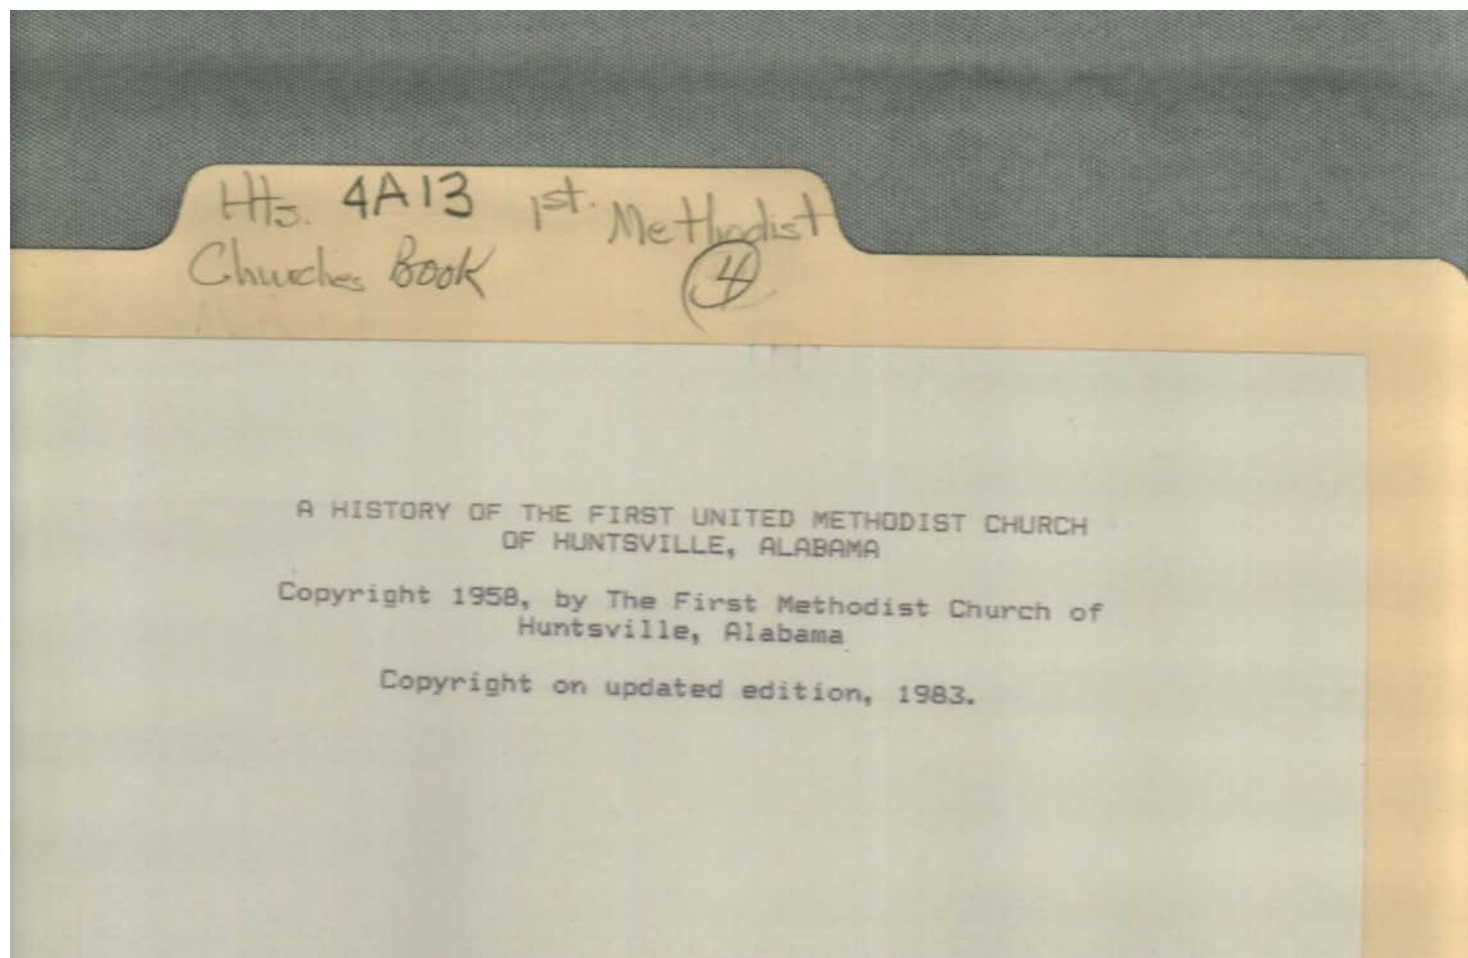 4A13 1st. Methodist
Churches Book 4
A HISTORY OF THE FIRST UNITED METHODIST CHURCH
OF HUNTSVILLE, ALABAMA
Copyright 1958, by The First Methodist Church of
Huntsville, Alabama
Copyright on updated edition, 1983.